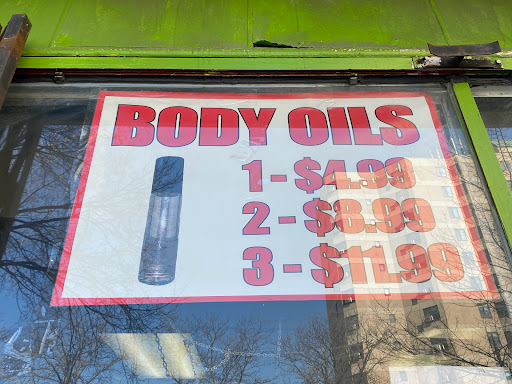 BODY OILS
1 - $4.99
2 - $8.99
3 - $11.99